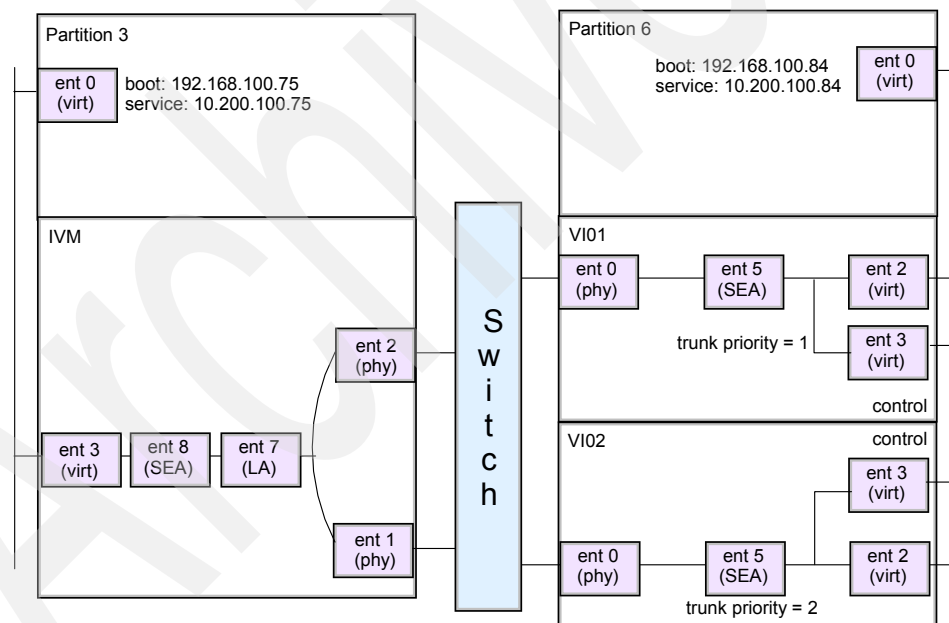 Partition 3
ent 0
(virt)
boot: 192.168.100.75
service: 10.200.100.75
IVM
ent 2
(phy)
ent 3
(virt)
ent 8
(SEA)
ent 7
(LA)
ent 1
(phy)
S
w
i
t
c
h
Partition 6
boot: 192.168.100.84
service: 10.200.100.84
ent 0
(virt)
VI01
ent 0
(phy)
ent 5
(SEA)
ent 2
(virt)
trunk priority = 1
ent 3
(virt)
control
VI02
control
ent 3
(virt)
ent 0
(phy)
ent 5
(SEA)
ent 2
(virt)
trunk priority = 2